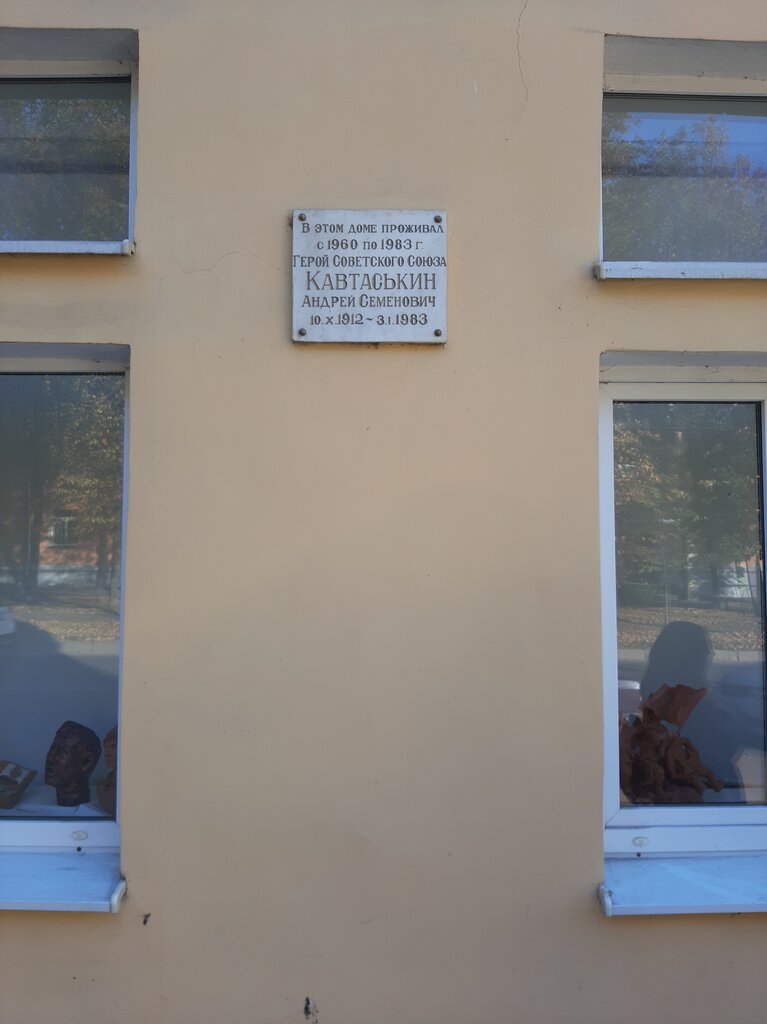 В ЭТОМ ДОМЕ ПРОЖИВАЛ
С 1960 ПО 1983 Г.
ГЕРОЙ СОВЕТСКОГО СОЮЗА
КАВТАСЬКИН
АНДРЕЙ СЕМЕНОВИЧ
10.X.1912 ~ 3.I.1983